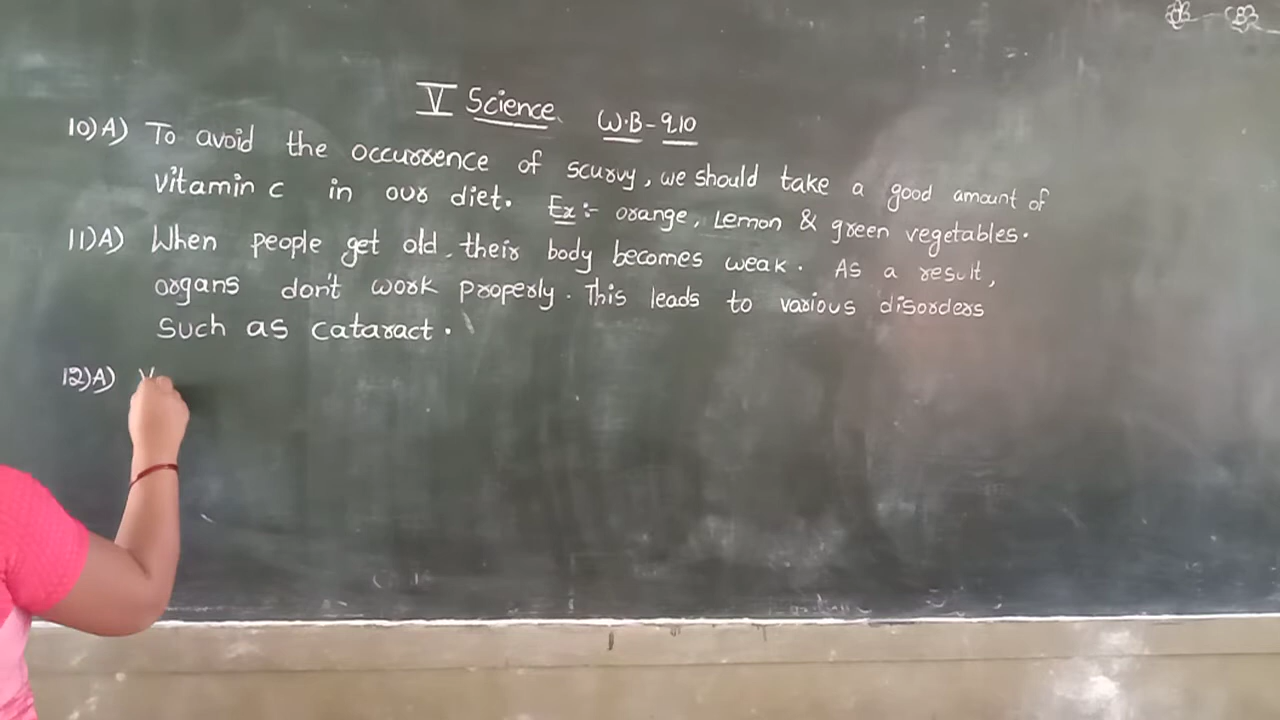 V Science W.B-Q10
10)A) To avoid the occurrence of scurvy, we should take a good amount of
vitamin c in our diet. Ex:- orange, Lemon & green vegetables.
11)A) When people get old, their body becomes weak. As a result,
organs don't work properly. This leads to various disorders
such as cataract.
12)A)